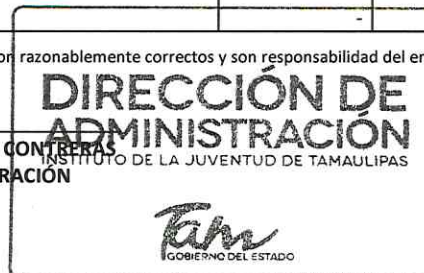 -
on razonablemente correctos y son responsabilidad del en
DIRECCIÓN DE
ADMINISTRACIÓN
CONTRERAS
INSTITUTO DE LA JUVENTUD DE TAMAULIPAS
RACIÓN
Tam
GOBIERNO DEL ESTADO